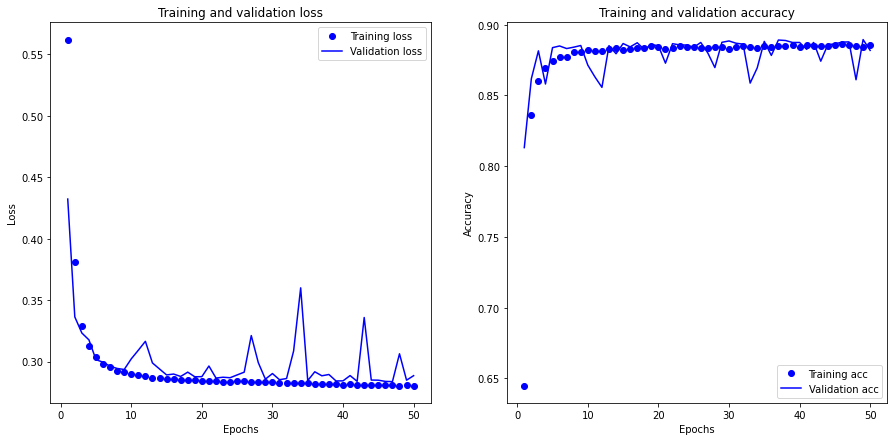 Training and validation loss
Training loss
Validation loss
0.55
0.50
0.45
0.40
0.35
0.30
Loss
0
10
20
30
40
50
Epochs
Training and validation accuracy
0.90
0.85
0.80
0.75
0.70
0.65
Accuracy
Training acc
Validation acc
0
10
20
30
40
50
Epochs